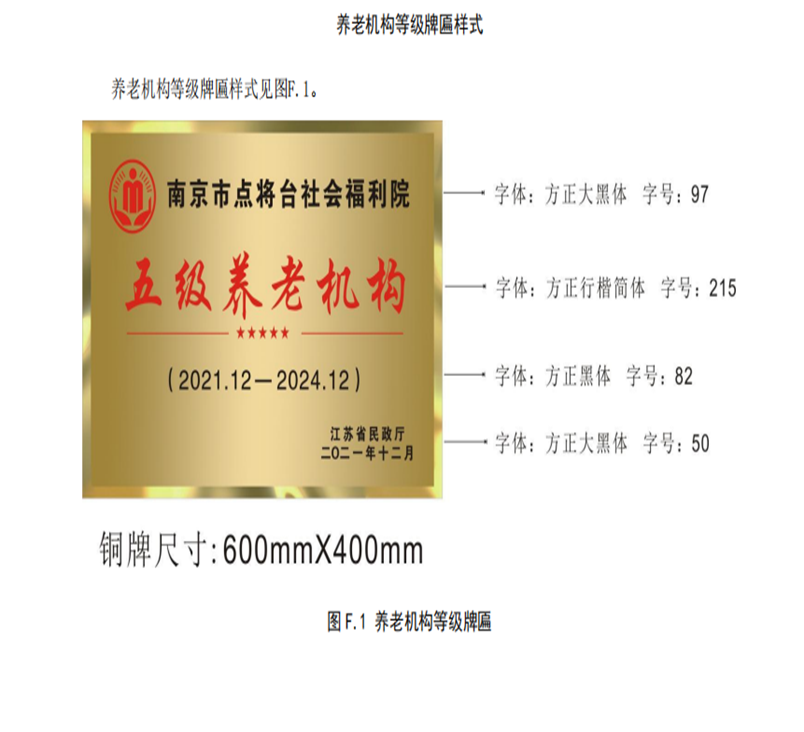 养老机构等级牌匾样式
养老机构等级牌匾样式见图F.1。
南京市点将台社会福利院
字体：方正大黑体 字号：97
五级养老机构
字体：方正行楷简体 字号：215
★★★★★
（2021.12—2024.12）
字体：方正黑体 字号：82
江苏省民政厅
二〇二一年十二月
字体：方正大黑体 字号：50
铜牌尺寸：600mmX400mm
图 F.1 养老机构等级牌匾